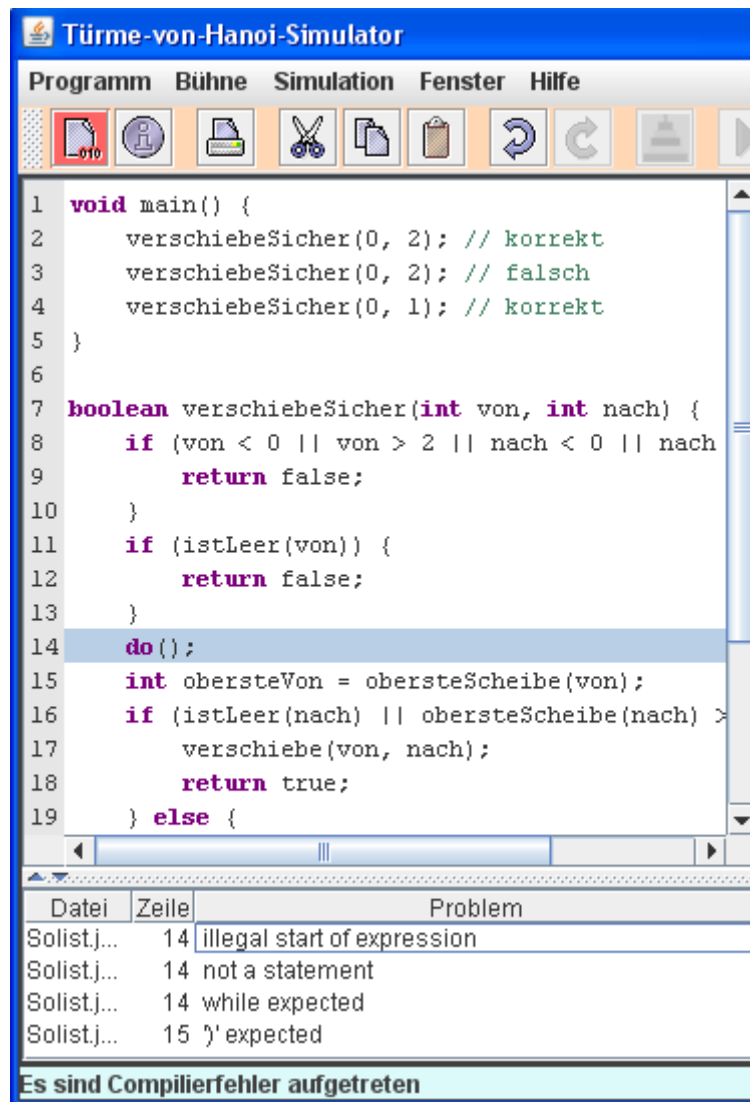 Türme-von-Hanoi-Simulator
Programm Bühne Simulation Fenster Hilfe
010
1 void main() {
2 verschiebeSicher(0, 2); // korrekt
3 verschiebeSicher(0, 2); // falsch
4 verschiebeSicher(0, 1); // korrekt
5 }
6
7 boolean verschiebeSicher(int von, int nach) {
8 if (von < 0 || von > 2 || nach < 0 || nach
9 return false;
10 }
11 if (istLeer(von)) {
12 return false;
13 }
14 do();
15 int obersteVon = obersteScheibe(von);
16 if (istLeer(nach) || obersteScheibe(nach) >
17 verschiebe(von, nach);
18 return true;
19 } else {
Datei Zeile Problem
Solist.j... 14 illegal start of expression
Solist.j... 14 not a statement
Solist.j... 14 while expected
Solist.j... 15 ')' expected
Es sind Compilierfehler aufgetreten